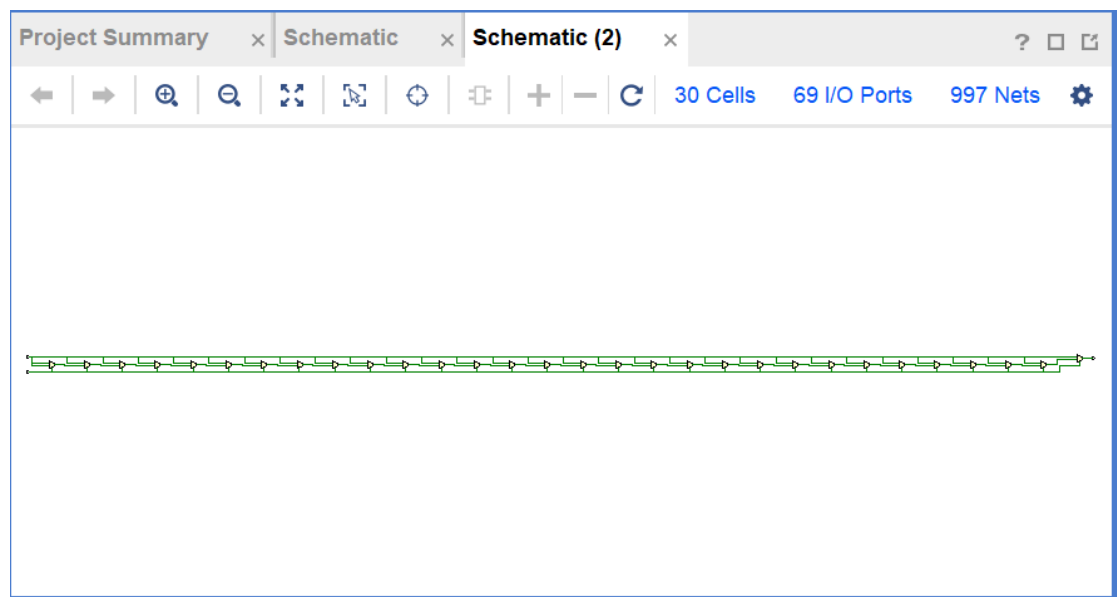 Project Summary × Schematic × Schematic (2) × ?
30 Cells 69 I/O Ports 997 Nets